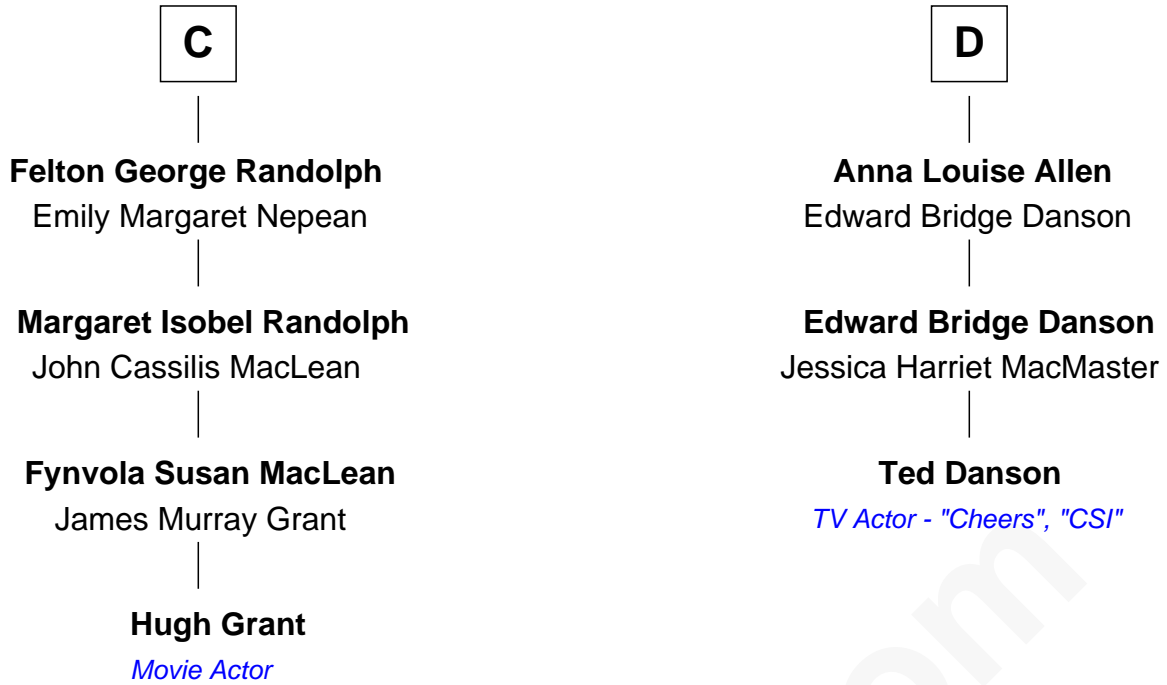 C
Felton George Randolph
Emily Margaret Nepean
Margaret Isobel Randolph
John Cassilis MacLean
Fynvola Susan MacLean
James Murray Grant
Hugh Grant
Movie Actor
D
Anna Louise Allen
Edward Bridge Danson
Edward Bridge Danson
Jessica Harriet MacMaster
Ted Danson
TV Actor - "Cheers", "CSI"
om